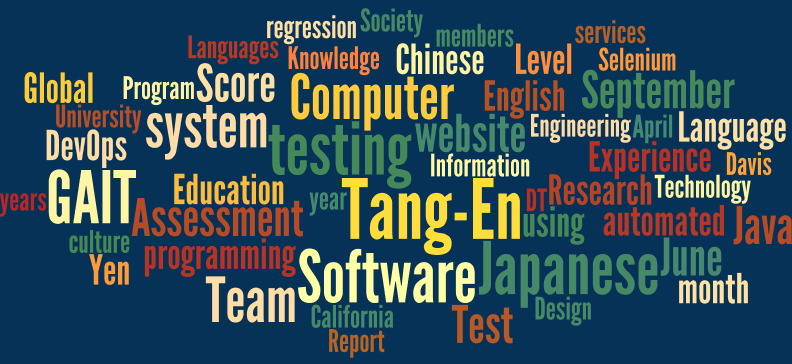 regression
Society
members
services
Languages
Knowledge
Chinese
Level
Selenium
Global
Program
Score
Computer
English
September
University
system
testing
website
Engineering
April
Language
DevOps
Information
Experience
Davis
years
GAIT
Education
year
Tang-En
DT
Research
Technology
Assessment
using
automated
Java
culture
programming
Yen
Software
Japanese
June
Team
month
California
Test
Design
Report